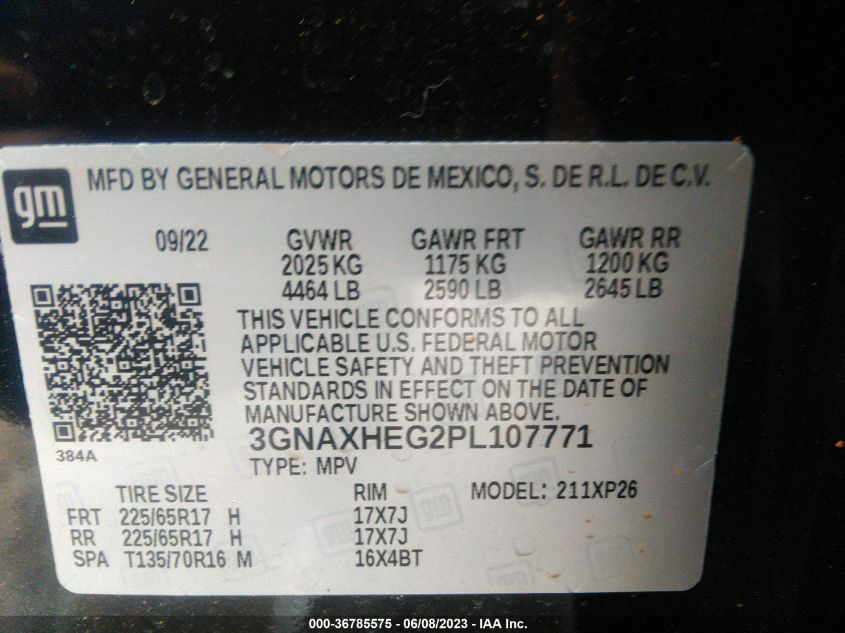 gm
MFD BY GENERAL MOTORS DE MEXICO, S. DE R.L. DE C.V.
09/22 GVWR GAWR FRT GAWR RR
2025 KG 1175 KG 1200 KG
4464 LB 2590 LB 2645 LB
THIS VEHICLE CONFORMS TO ALL
APPLICABLE U.S. FEDERAL MOTOR
VEHICLE SAFETY AND THEFT PREVENTION
STANDARDS IN EFFECT ON THE DATE OF
MANUFACTURE SHOWN ABOVE.
384A
3GNAXHEG2PL107771
TYPE: MPV
TIRE SIZE RIM MODEL: 211XP26
FRT 225/65R17 H 17X7J
RR 225/65R17 H 17X7J
SPA T135/70R16 M 16X4BT
000-36785575 - 06/08/2023 - IAA Inc.